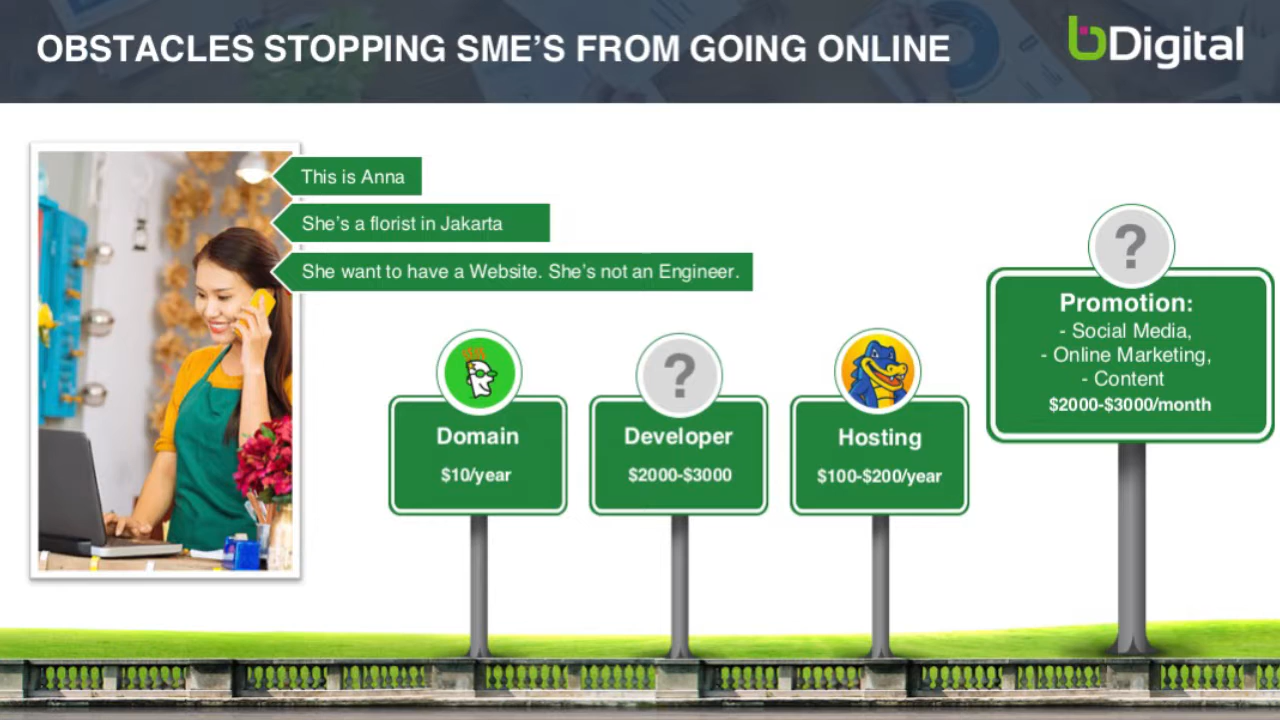 OBSTACLES STOPPING SME'S FROM GOING ONLINE
bDigital
This is Anna
She's a florist in Jakarta
She want to have a Website. She's not an Engineer.
?
Promotion:
- Social Media,
- Online Marketing,
- Content
$2000-$3000/month
Domain
$10/year
?
Developer
$2000-$3000
Hosting
$100-$200/year